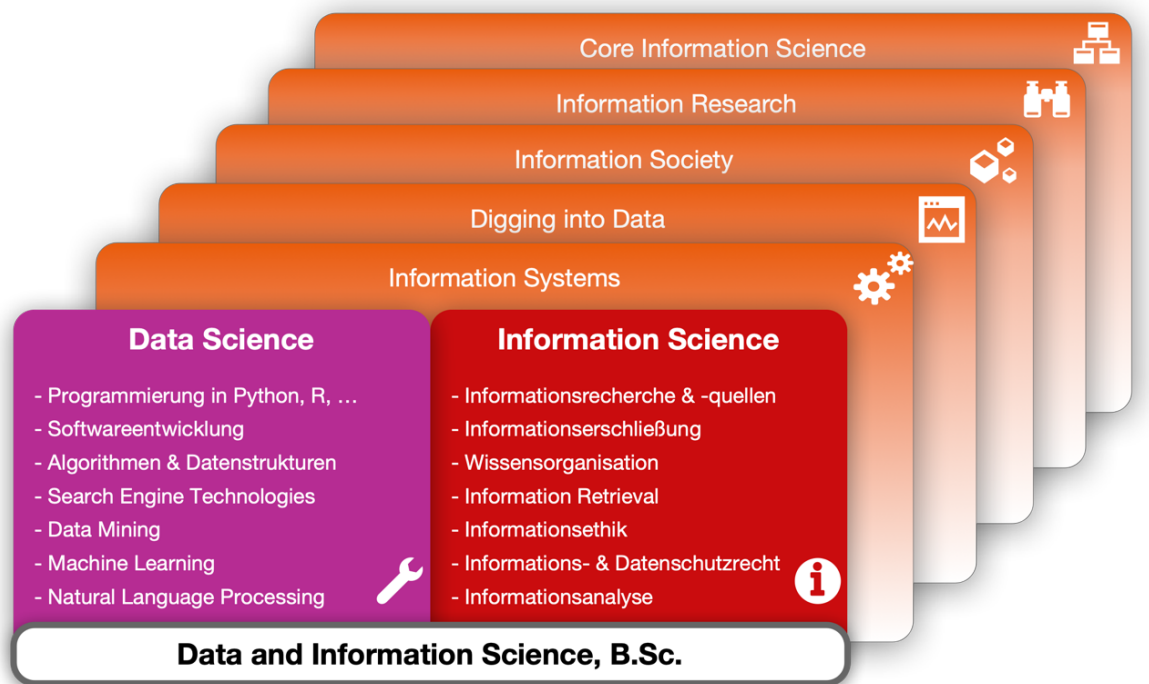 Core Information Science
Information Research
Information Society
Digging into Data
Information Systems
Data Science
- Programmierung in Python, R, …
- Softwareentwicklung
- Algorithmen & Datenstrukturen
- Search Engine Technologies
- Data Mining
- Machine Learning
- Natural Language Processing
Information Science
- Informationsrecherche & -quellen
- Informationserschließung
- Wissensorganisation
- Information Retrieval
- Informationsethik
- Informations- & Datenschutzrecht
- Informationsanalyse
Data and Information Science, B.Sc.